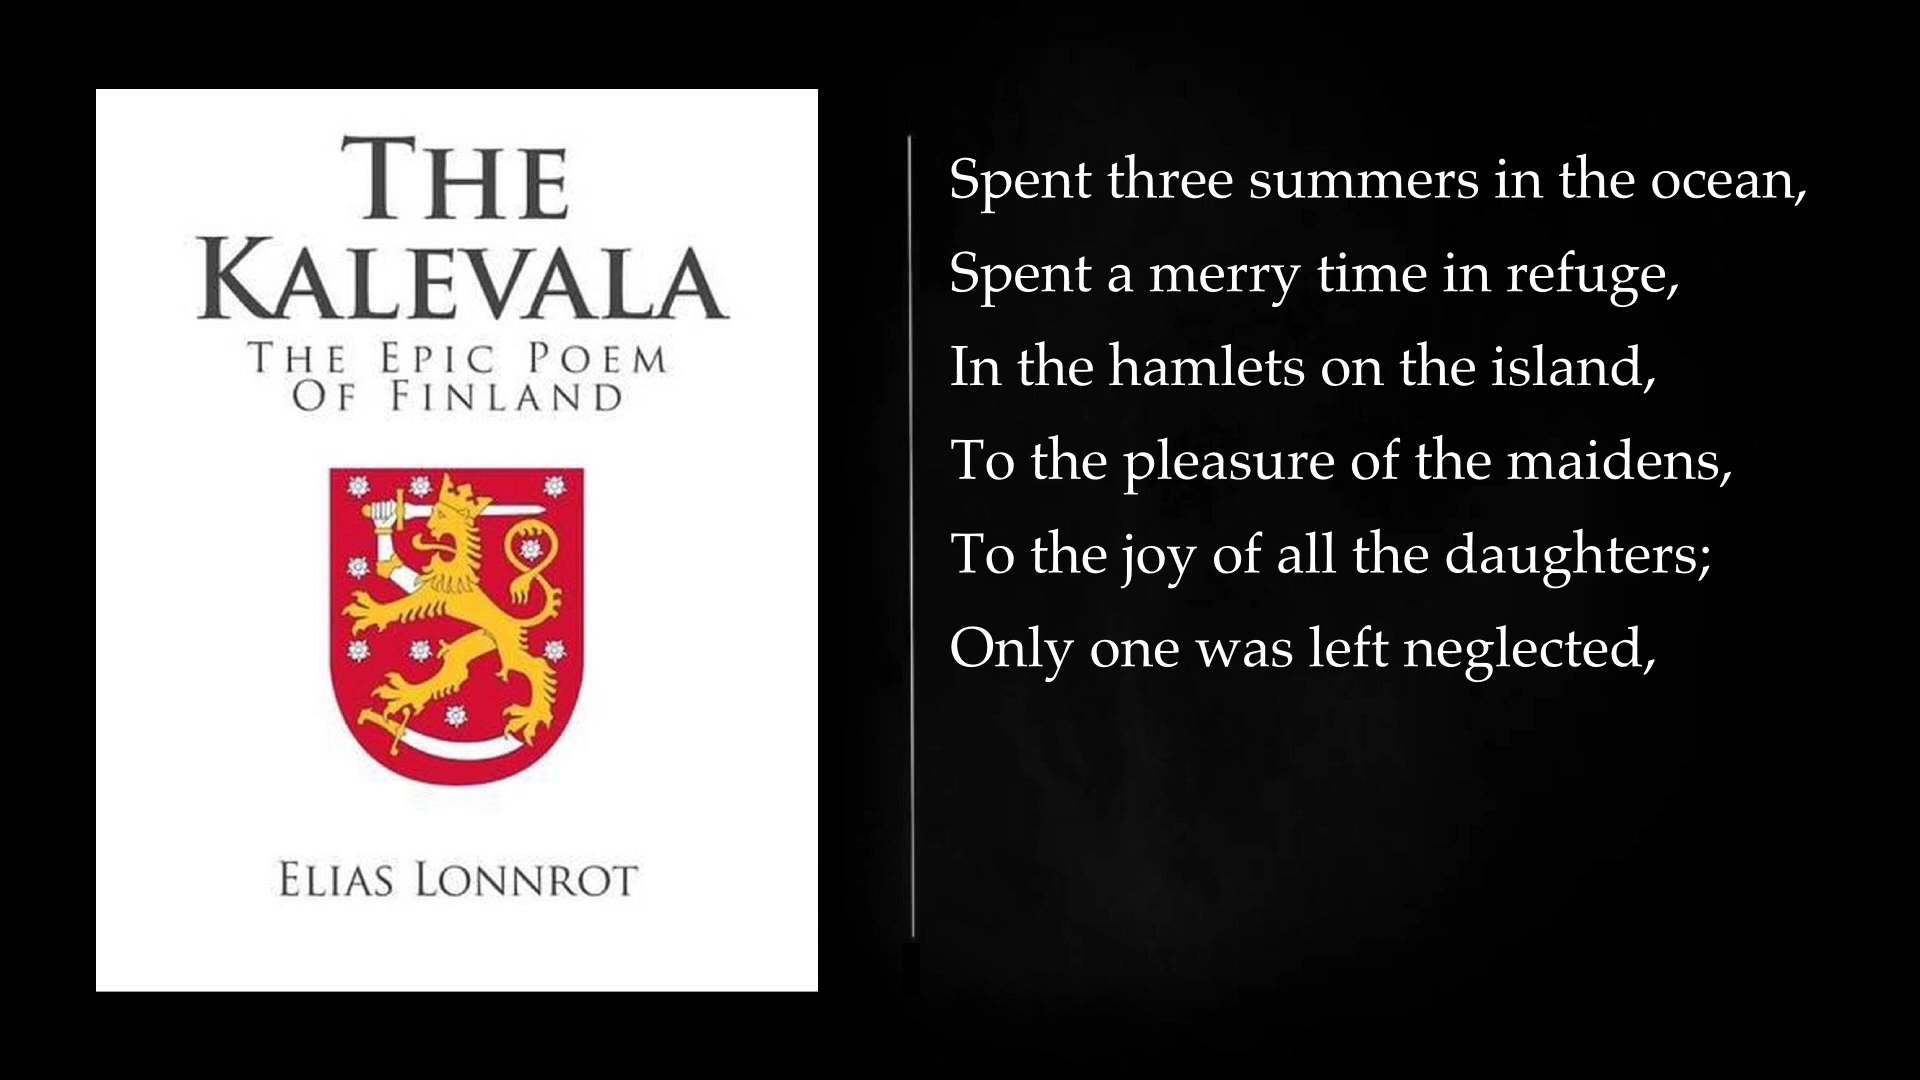 THE
KALEVALA
THE EPIC POEM
OF FINLAND
ELIAS LONNROT
Spent three summers in the ocean,
Spent a merry time in refuge,
In the hamlets on the island,
To the pleasure of the maidens,
To the joy of all the daughters;
Only one was left neglected,